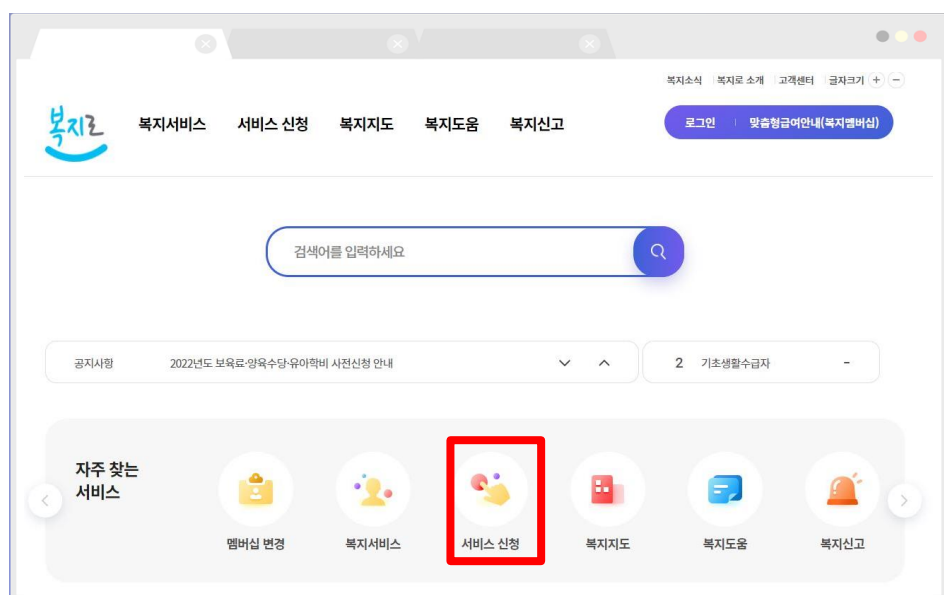 복지소식 복지로 소개 고객센터 글자크기 + -
복지로 복지서비스 서비스 신청 복지지도 복지도움 복지신고 로그인 맞춤형급여안내(복지멤버십)
검색어를 입력하세요
공지사항 2022년도 보육료·양육수당·유아학비 사전신청 안내 2 기초생활수급자 -
자주 찾는
서비스
멤버십 변경 복지서비스 서비스 신청 복지지도 복지도움 복지신고